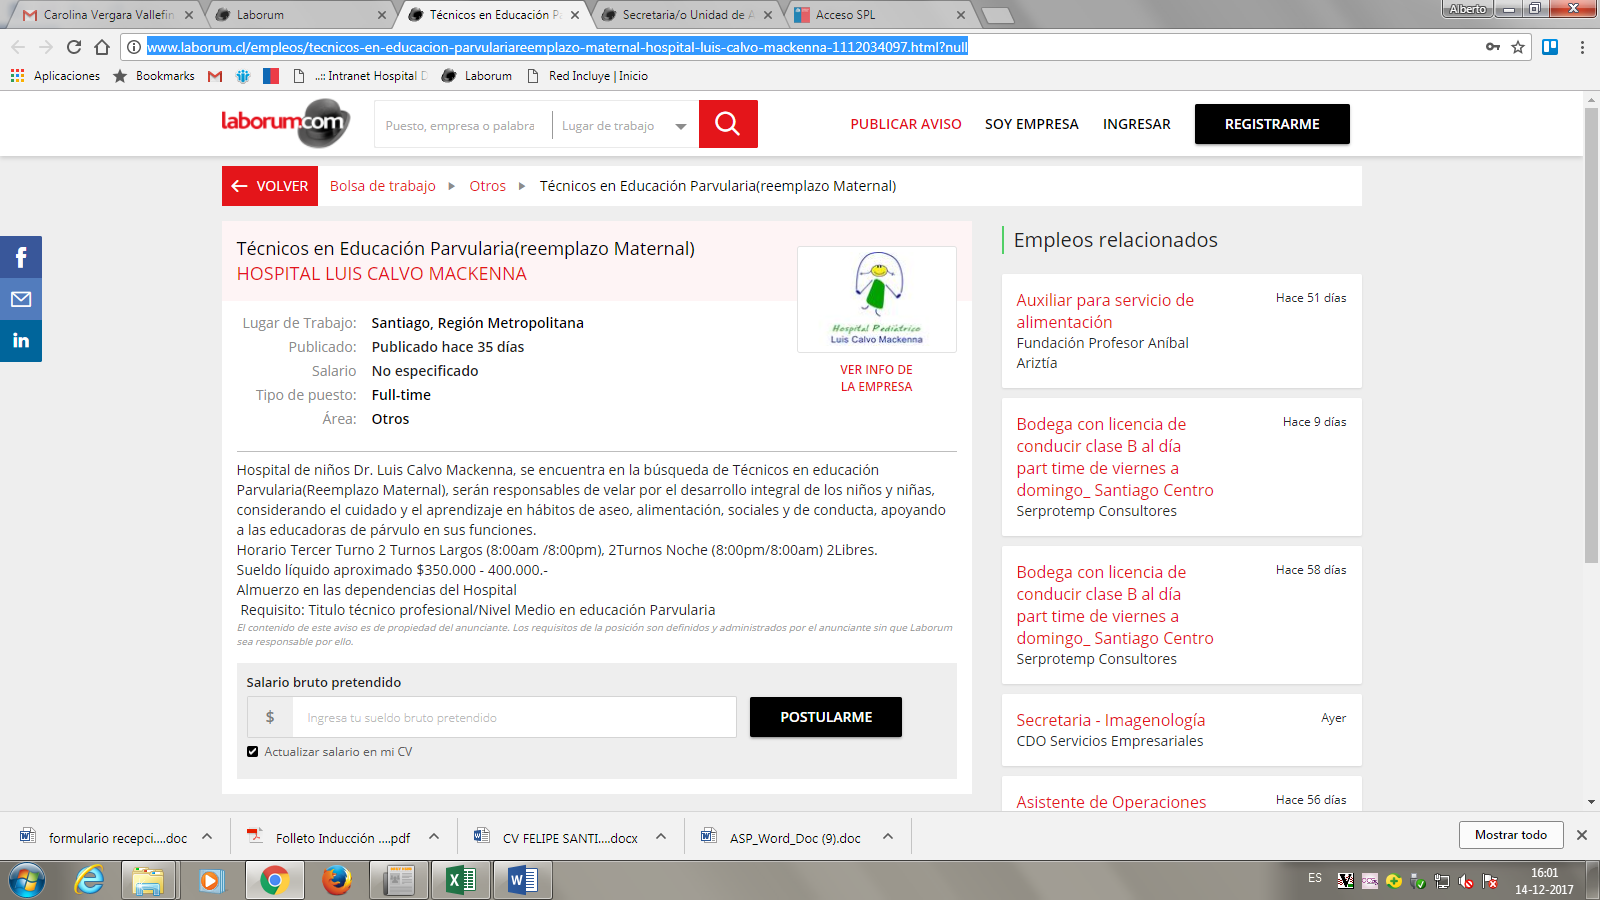 Carolina Vergara Vallefin
Laborum
Técnicos en Educación Pa
Secretaria/o Unidad de A
Acceso SPL
Alberto
www.laborum.cl/empleos/tecnicos-en-educacion-parvulariareemplazo-maternal-hospital-luis-calvo-mackenna-1112034097.html?null
Aplicaciones
Bookmarks
..:: Intranet Hospital D
Laborum
Red Incluye | Inicio
laborum.com
Puesto, empresa o palabra
Lugar de trabajo
PUBLICAR AVISO
SOY EMPRESA
INGRESAR
REGISTRARME
VOLVER
Bolsa de trabajo
Otros
Técnicos en Educación Parvularia(reemplazo Maternal)
Técnicos en Educación Parvularia(reemplazo Maternal)
HOSPITAL LUIS CALVO MACKENNA
Hospital Pediátrico
Luis Calvo Mackenna
VER INFO DE
LA EMPRESA
Lugar de Trabajo: Santiago, Región Metropolitana
Publicado: Publicado hace 35 días
Salario No especificado
Tipo de puesto: Full-time
Área: Otros
Hospital de niños Dr. Luis Calvo Mackenna, se encuentra en la búsqueda de Técnicos en educación
Parvularia(Reemplazo Maternal), serán responsables de velar por el desarrollo integral de los niños y niñas,
considerando el cuidado y el aprendizaje en hábitos de aseo, alimentación, sociales y de conducta, apoyando
a las educadoras de párvulo en sus funciones.
Horario Tercer Turno 2 Turnos Largos (8:00am /8:00pm), 2Turnos Noche (8:00pm/8:00am) 2Libres.
Sueldo líquido aproximado $350.000 - 400.000.-
Almuerzo en las dependencias del Hospital
Requisito: Titulo técnico profesional/Nivel Medio en educación Parvularia
El contenido de este aviso es de propiedad del anunciante. Los requisitos de la posición son definidos y administrados por el anunciante sin que Laborum
sea responsable por ello.
Salario bruto pretendido
$
Ingresa tu sueldo bruto pretendido
POSTULARME
Actualizar salario en mi CV
Empleos relacionados
Auxiliar para servicio de
alimentación
Hace 51 días
Fundación Profesor Aníbal
Ariztía
Bodega con licencia de
conducir clase B al día
part time de viernes a
domingo_ Santiago Centro
Hace 9 días
Serprotemp Consultores
Bodega con licencia de
conducir clase B al día
part time de viernes a
domingo_ Santiago Centro
Hace 58 días
Serprotemp Consultores
Secretaria - Imagenología
Ayer
CDO Servicios Empresariales
Asistente de Operaciones
Hace 56 días
formulario recepci....doc
Folleto Inducción ....pdf
CV FELIPE SANTI....docx
ASP_Word_Doc (9).doc
Mostrar todo
ES
16:01
14-12-2017